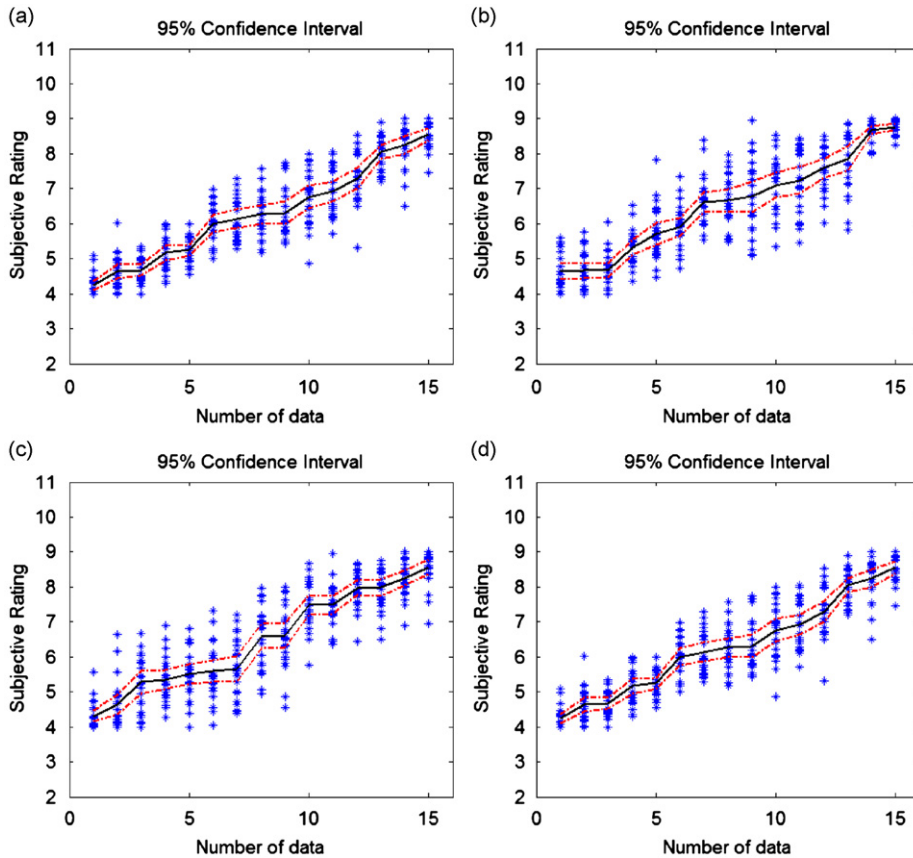 (a)
95% Confidence Interval
11
10
9
8
7
6
5
4
3
2
Subjective Rating
0 5 10 15
Number of data
(b)
95% Confidence Interval
11
10
9
8
7
6
5
4
3
2
Subjective Rating
0 5 10 15
Number of data
(c)
95% Confidence Interval
11
10
9
8
7
6
5
4
3
2
Subjective Rating
0 5 10 15
Number of data
(d)
95% Confidence Interval
11
10
9
8
7
6
5
4
3
2
Subjective Rating
0 5 10 15
Number of data